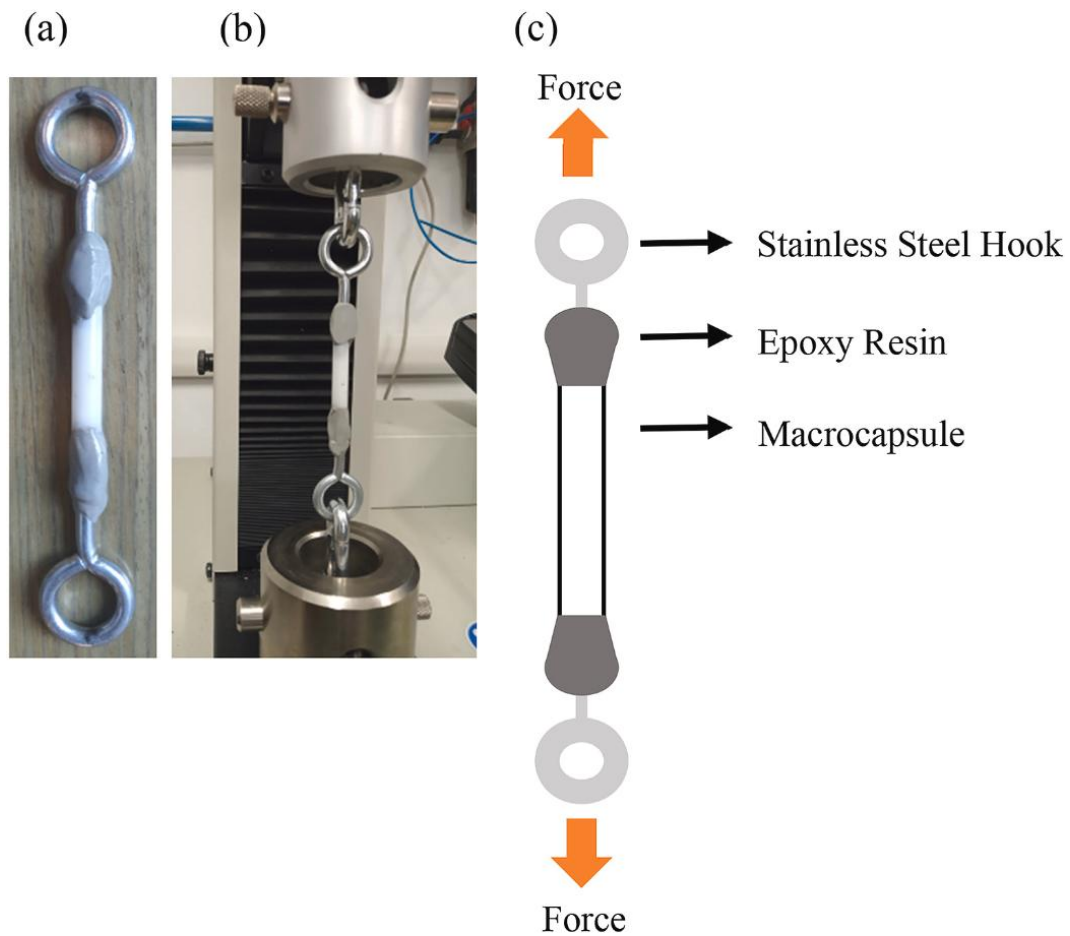 (a)
(b)
(c)
Force
Stainless Steel Hook
Epoxy Resin
Macrocapsule
Force